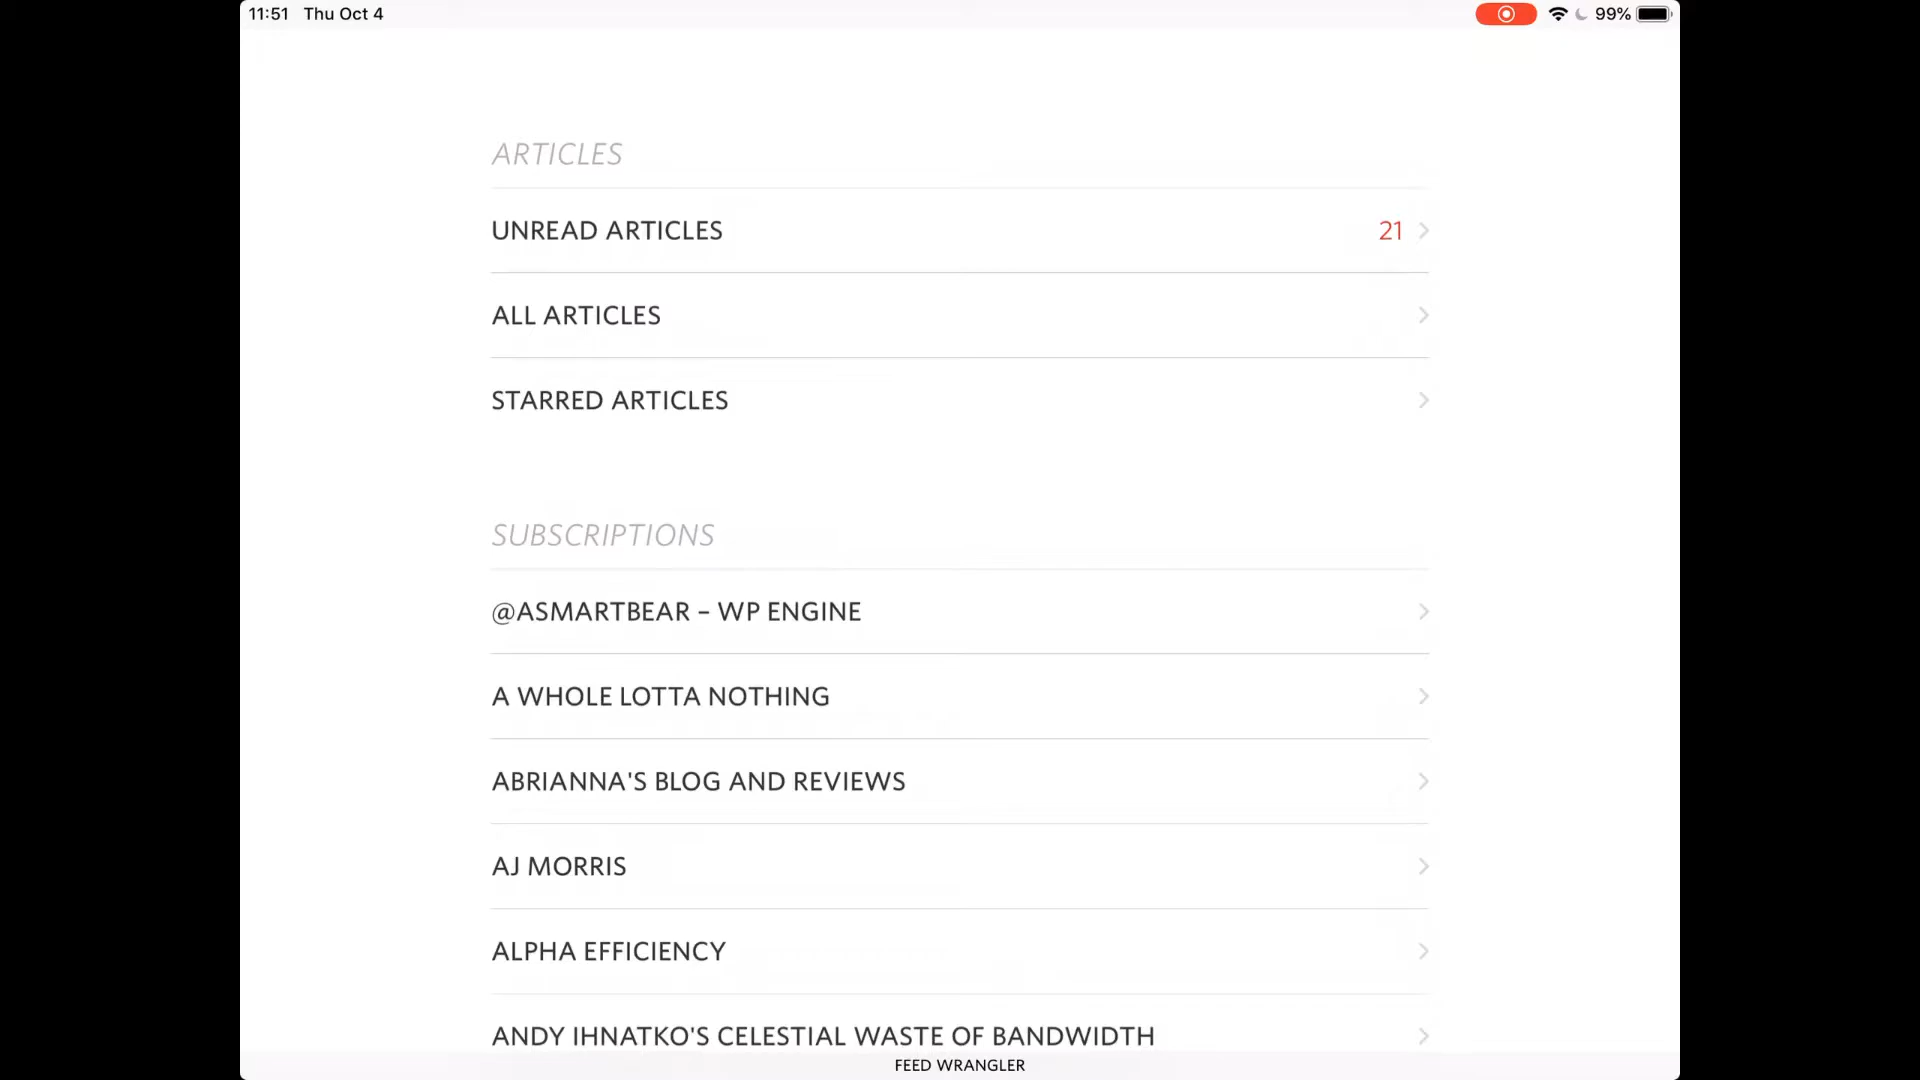 11:51 Thu Oct 4 99%
ARTICLES
UNREAD ARTICLES 21
ALL ARTICLES
STARRED ARTICLES
SUBSCRIPTIONS
@ASMARTBEAR – WP ENGINE
A WHOLE LOTTA NOTHING
ABRIANNA'S BLOG AND REVIEWS
AJ MORRIS
ALPHA EFFICIENCY
ANDY IHNATKO'S CELESTIAL WASTE OF BANDWIDTH
FEED WRANGLER